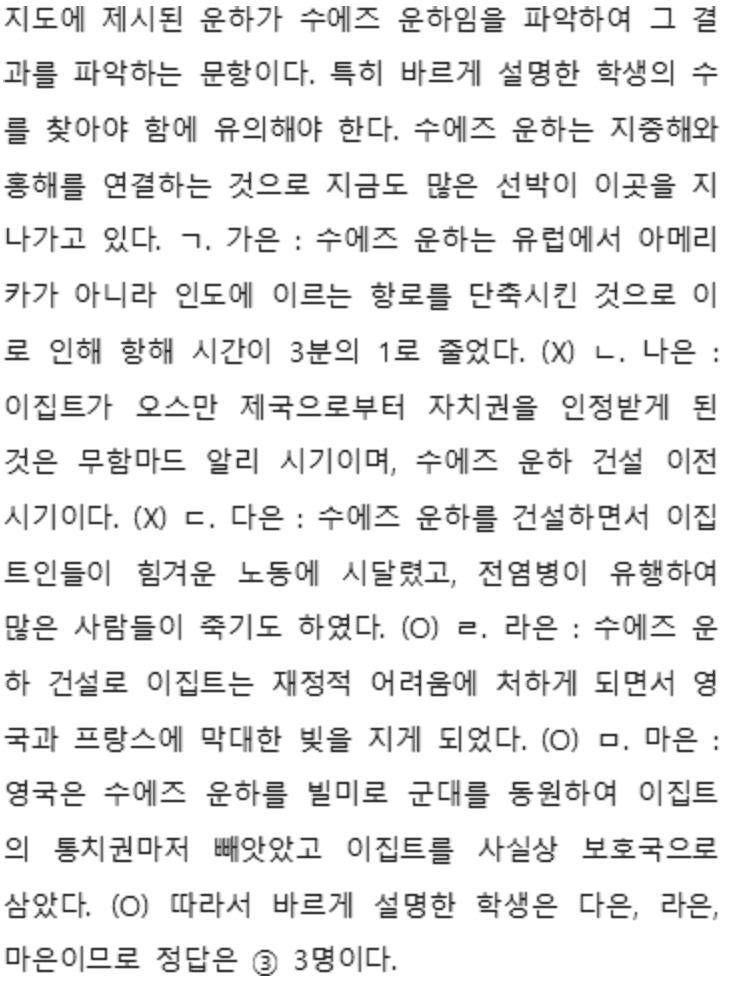 지도에 제시된 운하가 수에즈 운하임을 파악하여 그 결
과를 파악하는 문항이다. 특히 바르게 설명한 학생의 수
를 찾아야 함에 유의해야 한다. 수에즈 운하는 지중해와
홍해를 연결하는 것으로 지금도 많은 선박이 이곳을 지
나가고 있다. ㄱ. 가은 : 수에즈 운하는 유럽에서 아메리
카가 아니라 인도에 이르는 항로를 단축시킨 것으로 이
로 인해 항해 시간이 3분의 1로 줄었다. (X) ㄴ. 나은 :
이집트가 오스만 제국으로부터 자치권을 인정받게 된
것은 무함마드 알리 시기이며, 수에즈 운하 건설 이전
시기이다. (X) ㄷ. 다은 : 수에즈 운하를 건설하면서 이집
트인들이 힘겨운 노동에 시달렸고, 전염병이 유행하여
많은 사람들이 죽기도 하였다. (O) ㄹ. 라은 : 수에즈 운
하 건설로 이집트는 재정적 어려움에 처하게 되면서 영
국과 프랑스에 막대한 빚을 지게 되었다. (O) ㅁ. 마은 :
영국은 수에즈 운하를 빌미로 군대를 동원하여 이집트
의 통치권마저 빼앗았고 이집트를 사실상 보호국으로
삼았다. (O) 따라서 바르게 설명한 학생은 다은, 라은,
마은이므로 정답은 ③ 3명이다.